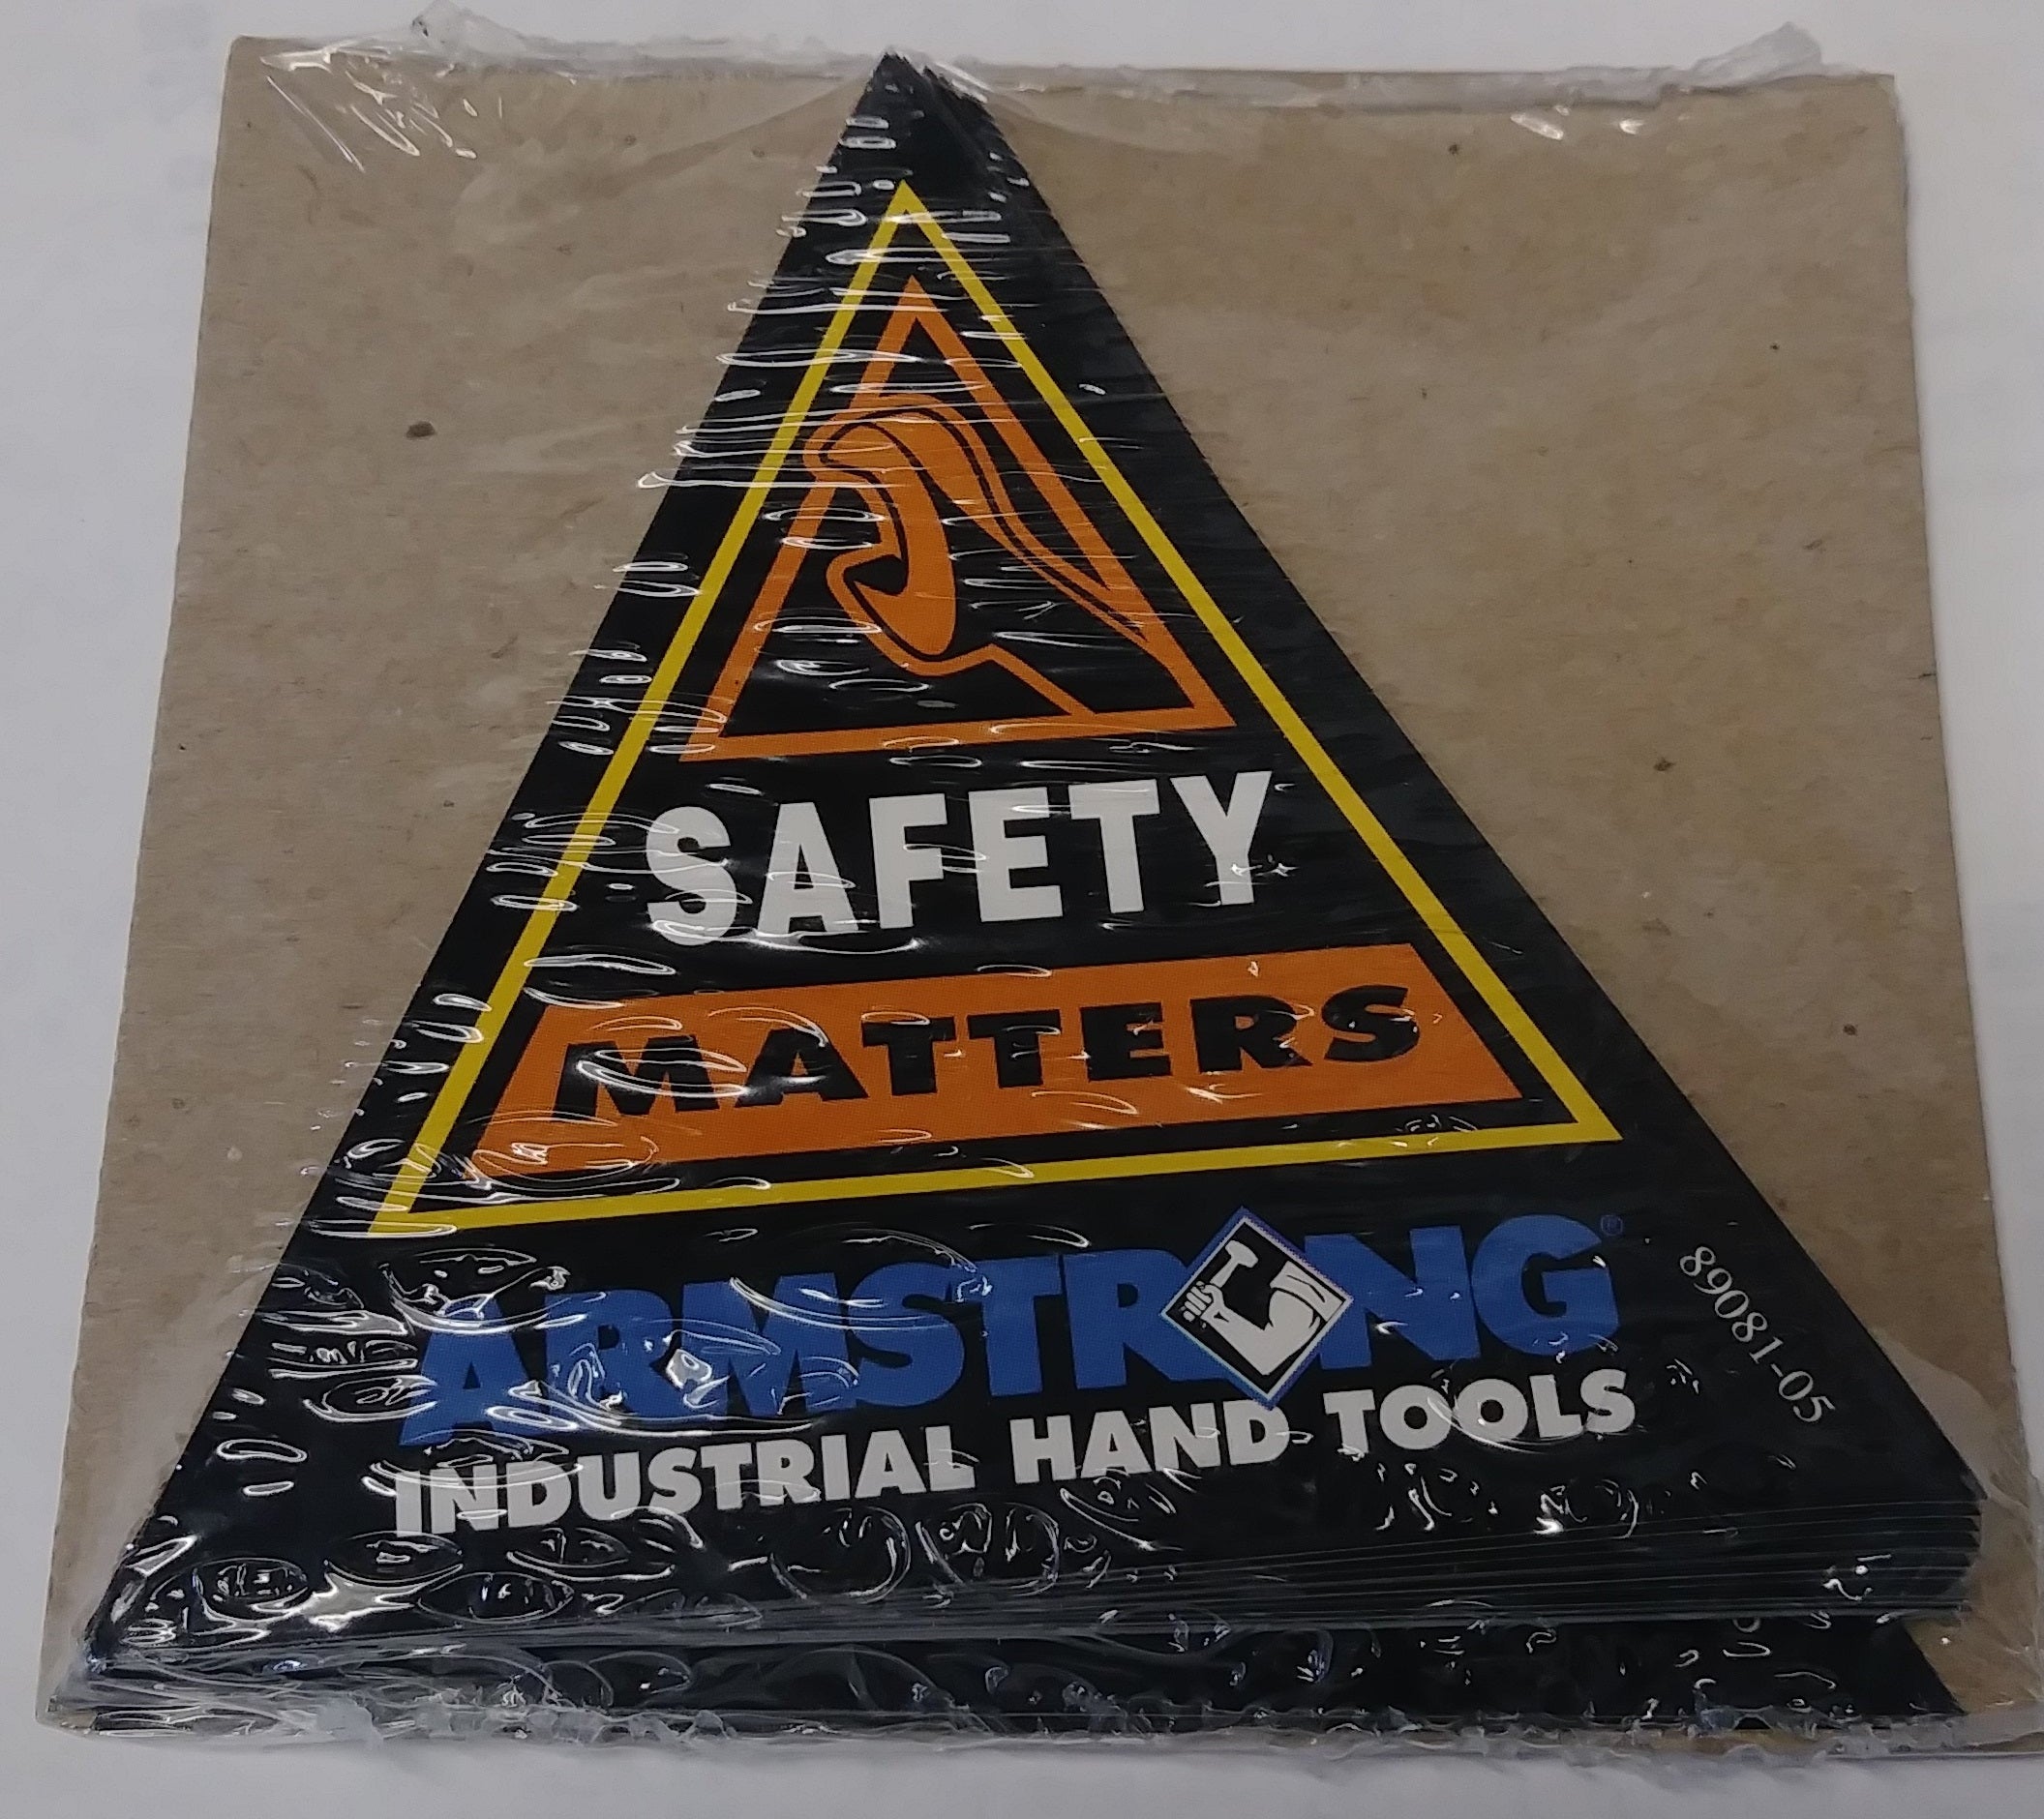 SAFETY
MATTERS
ARMSTRONG®
INDUSTRIAL HAND TOOLS
89081-05